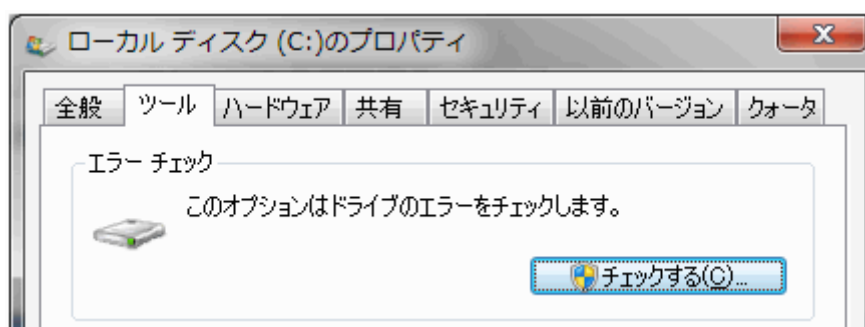 ローカル ディスク (C:)のプロパティ
全般 ツール ハードウェア 共有 セキュリティ 以前のバージョン クォータ
エラー チェック
このオプションはドライブのエラーをチェックします。
チェックする(C)...